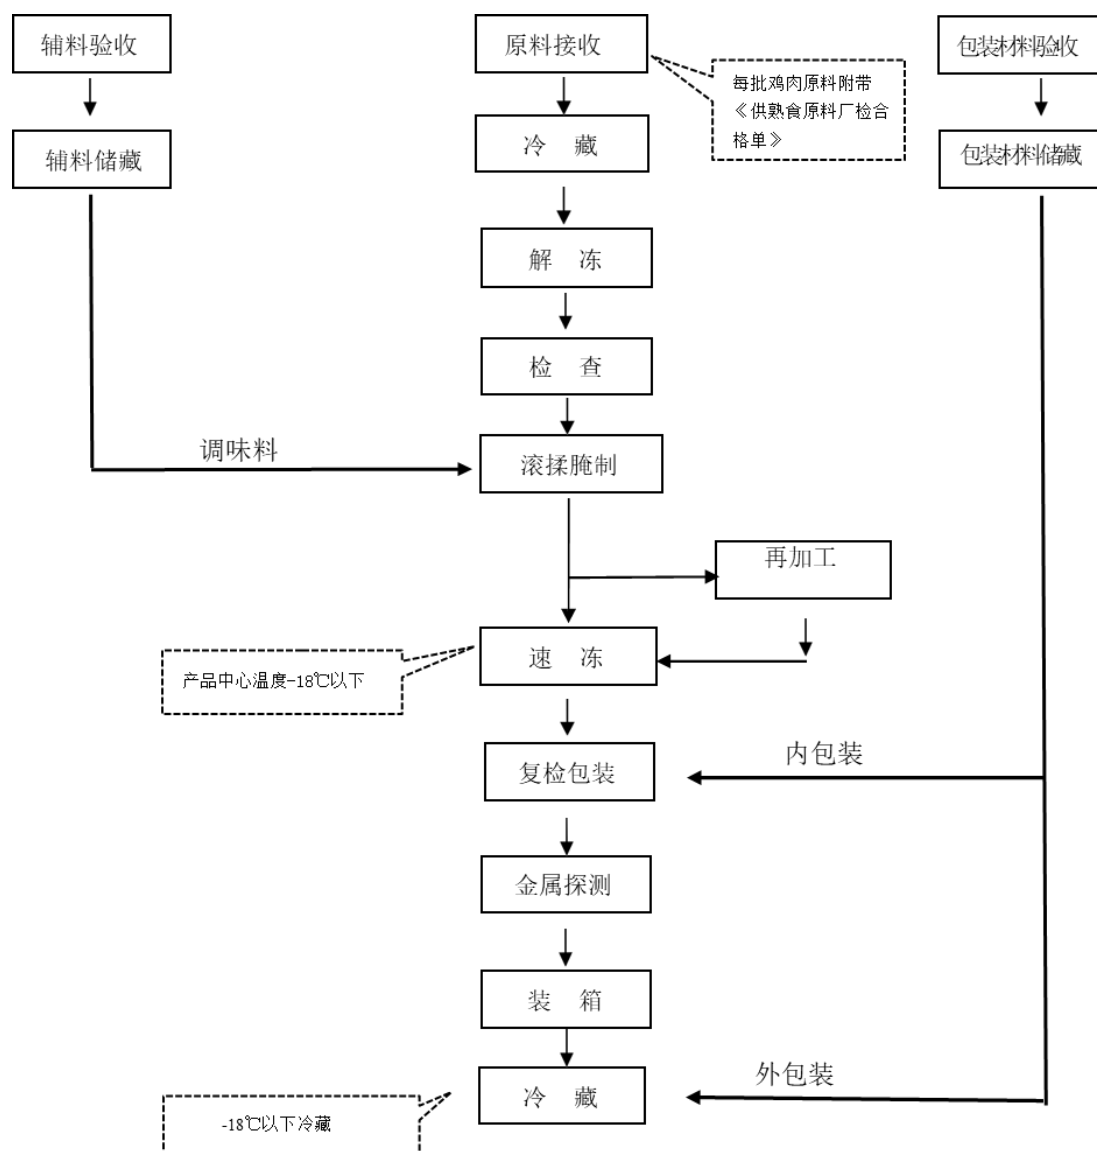 辅料验收
原料接收
包装材料验收
每批鸡肉原料附带
《供熟食原料厂检合
格单》
辅料储藏
冷 藏
包装材料储藏
解 冻
检 查
调味料
滚揉腌制
再加工
速 冻
产品中心温度-18℃以下
内包装
复检包装
金属探测
装 箱
外包装
冷 藏
-18℃以下冷藏